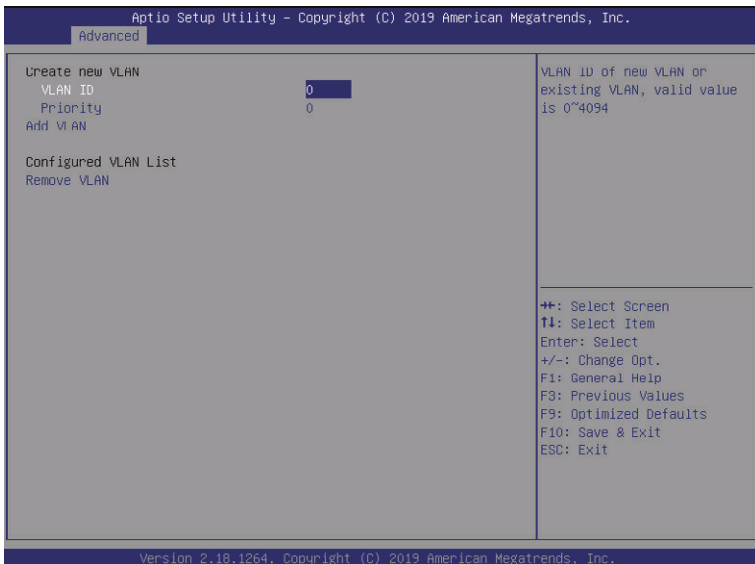 Aptio Setup Utility – Copyright (C) 2019 American Megatrends, Inc.
Advanced
Create new VLAN
VLAN ID 0
Priority 0
Add VLAN
Configured VLAN List
Remove VLAN
VLAN ID of new VLAN or
existing VLAN, valid value
is 0~4094
→←: Select Screen
↑↓: Select Item
Enter: Select
+/-: Change Opt.
F1: General Help
F3: Previous Values
F9: Optimized Defaults
F10: Save & Exit
ESC: Exit
Version 2.18.1264. Copyright (C) 2019 American Megatrends, Inc.